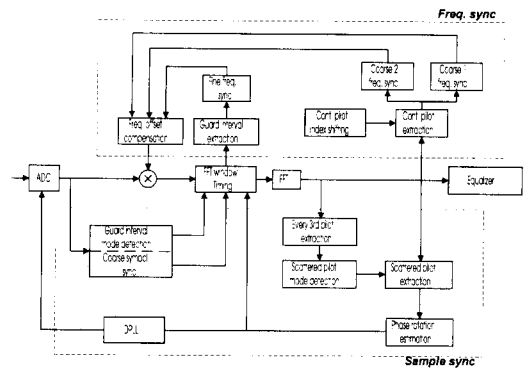 Freq. sync
Coarse 2
freq. sync
Coarse 1
freq. sync
Fine freq.
sync
Cont. pilot
index shifting
Cont. pilot
extraction
Freq. offset
compensation
Guard interval
extraction
ADC
FFT window
Timing
FFT
Equalizer
Guard interval
mode detection
Coarse symbol
sync
Every 3rd pilot
extraction
Scattered pilot
mode detection
Scattered pilot
extraction
DPLL
Phase rotation
estimation
Sample sync